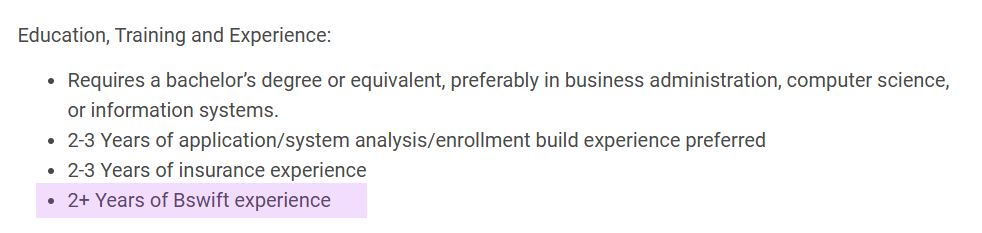 Education, Training and Experience:
• Requires a bachelor’s degree or equivalent, preferably in business administration, computer science,
or information systems.
• 2-3 Years of application/system analysis/enrollment build experience preferred
• 2-3 Years of insurance experience
• 2+ Years of Bswift experience